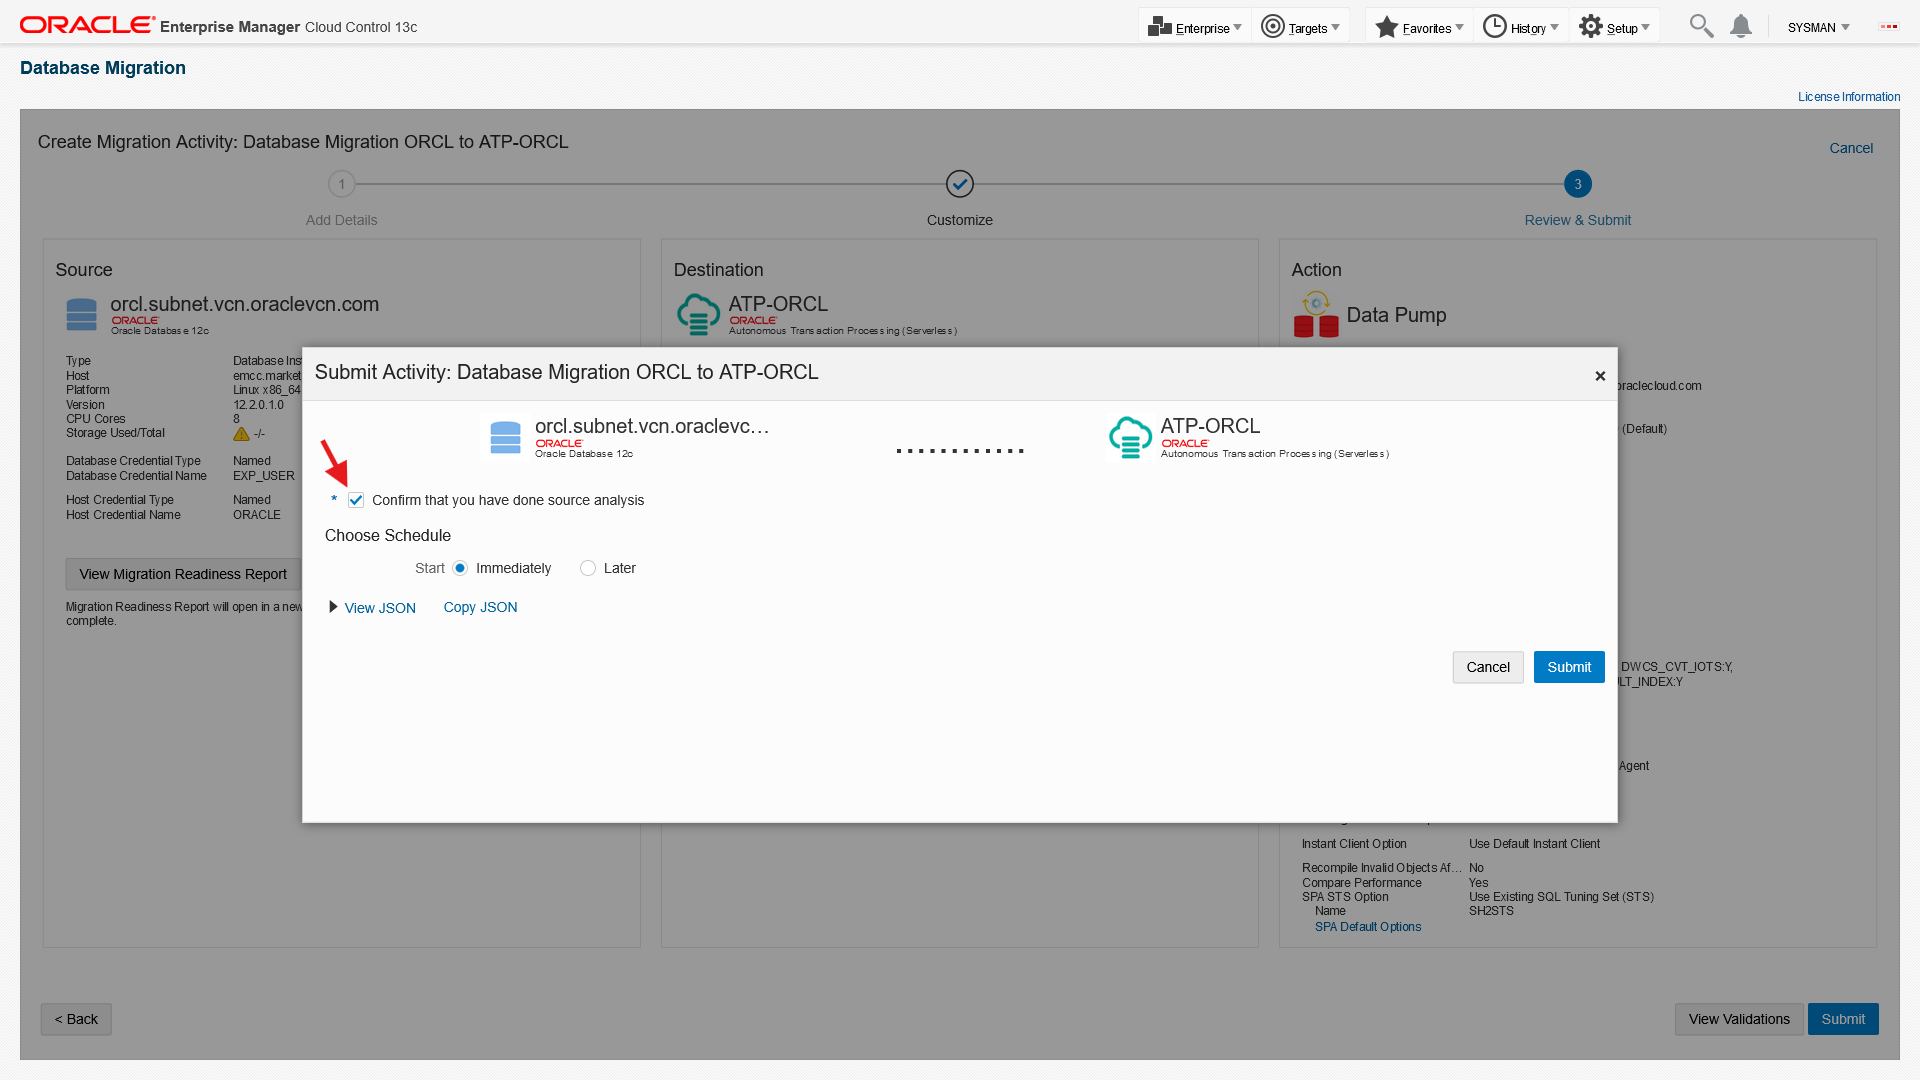 ORACLE Enterprise Manager Cloud Control 13c
Enterprise
Targets
Favorites
History
Setup
SYSMAN
Database Migration
License Information
Create Migration Activity: Database Migration ORCL to ATP-ORCL
Cancel
1
3
Add Details
Customize
Review & Submit
Source
orcl.subnet.vcn.oraclevcn.com
ORACLE
Oracle Database 12c
Type Database Ins
Host emcc.market
Platform Linux x86_64
Version 12.2.0.1.0
CPU Cores 8
Storage Used/Total -/-
Database Credential Type Named
Database Credential Name EXP_USER
Host Credential Type Named
Host Credential Name ORACLE
View Migration Readiness Report
Migration Readiness Report will open in a new
complete.
Destination
ATP-ORCL
ORACLE
Autonomous Transaction Processing (Serverless)
Action
Data Pump
oraclecloud.com
(Default)
DWCS_CVT_IOTS:Y,
ULT_INDEX:Y
Agent
Instant Client Option Use Default Instant Client
Recompile Invalid Objects Af... No
Compare Performance Yes
SPA STS Option Use Existing SQL Tuning Set (STS)
Name SH2STS
SPA Default Options
Submit Activity: Database Migration ORCL to ATP-ORCL
×
orcl.subnet.vcn.oraclevc...
ORACLE
Oracle Database 12c
ATP-ORCL
ORACLE
Autonomous Transaction Processing (Serverless)
* Confirm that you have done source analysis
Choose Schedule
Start Immediately Later
View JSON Copy JSON
Cancel Submit
< Back
View Validations Submit